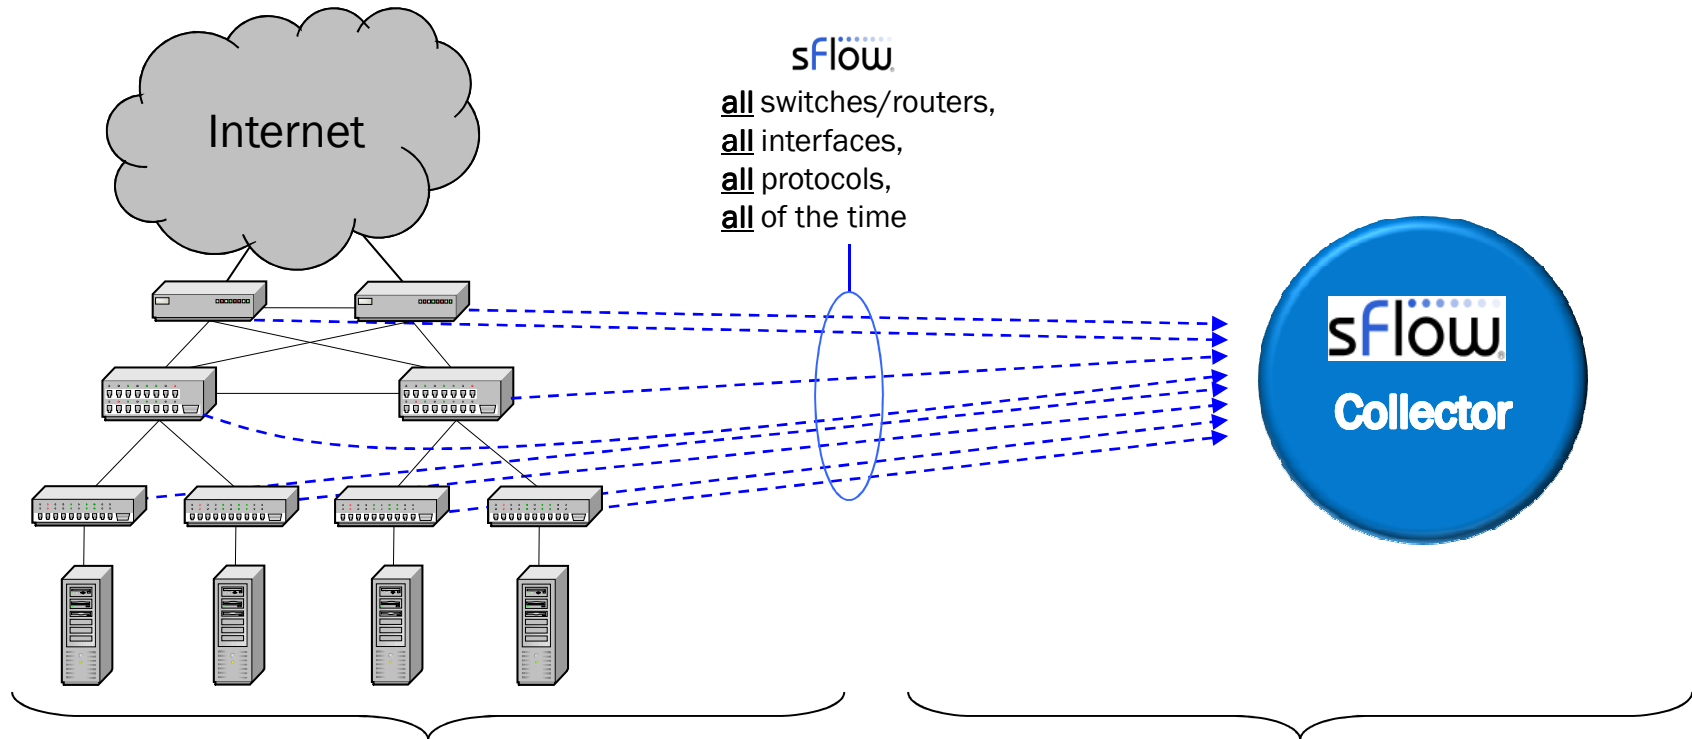 Internet
sFlow®
all switches/routers,
all interfaces,
all protocols,
all of the time
sFlow®
Collector